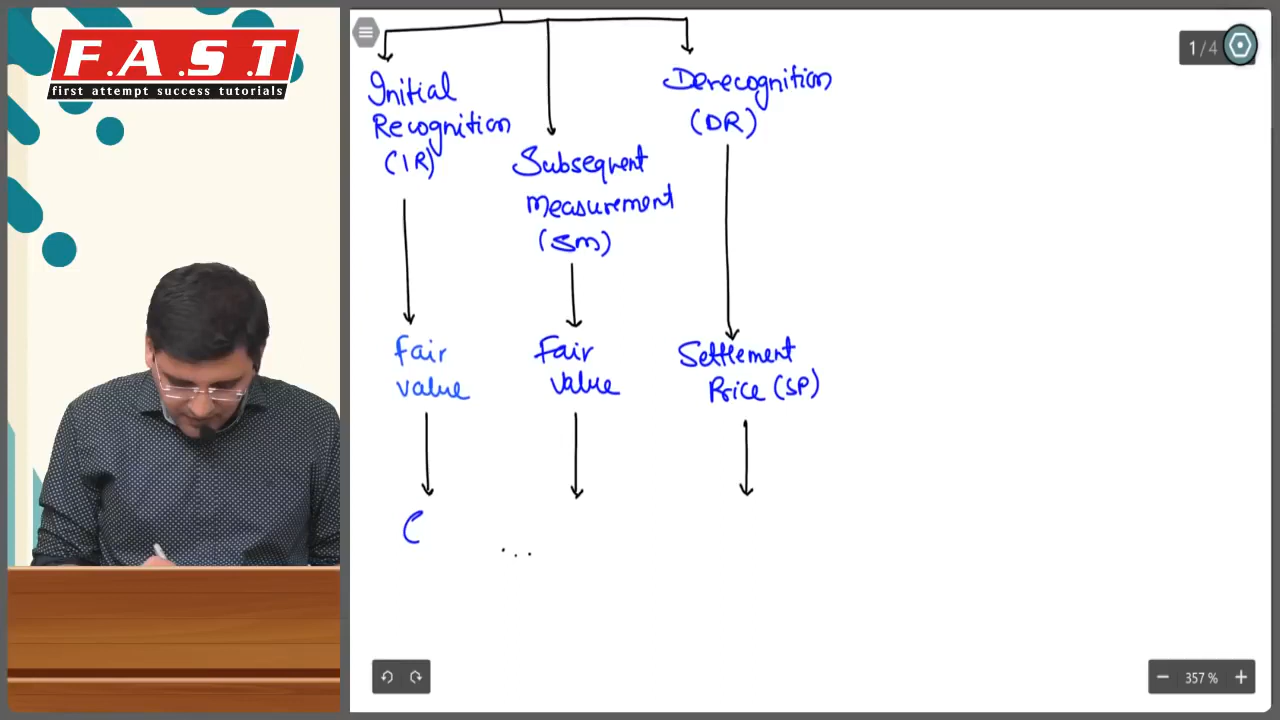 F.A.S.T
first attempt success tutorials
1/4
Initial
Recognition
(IR)
Subsequent
measurement
(SM)
Derecognition
(DR)
Fair
value
Fair
value
Settlement
Price (SP)
(
...
357 %